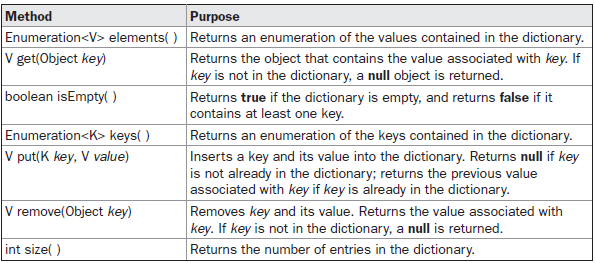 Method Purpose
Enumeration<V> elements( ) Returns an enumeration of the values contained in the dictionary.
V get(Object key) Returns the object that contains the value associated with key. If
key is not in the dictionary, a null object is returned.
boolean isEmpty( ) Returns true if the dictionary is empty, and returns false if it
contains at least one key.
Enumeration<K> keys( ) Returns an enumeration of the keys contained in the dictionary.
V put(K key, V value) Inserts a key and its value into the dictionary. Returns null if key
is not already in the dictionary; returns the previous value
associated with key if key is already in the dictionary.
V remove(Object key) Removes key and its value. Returns the value associated with
key. If key is not in the dictionary, a null is returned.
int size( ) Returns the number of entries in the dictionary.